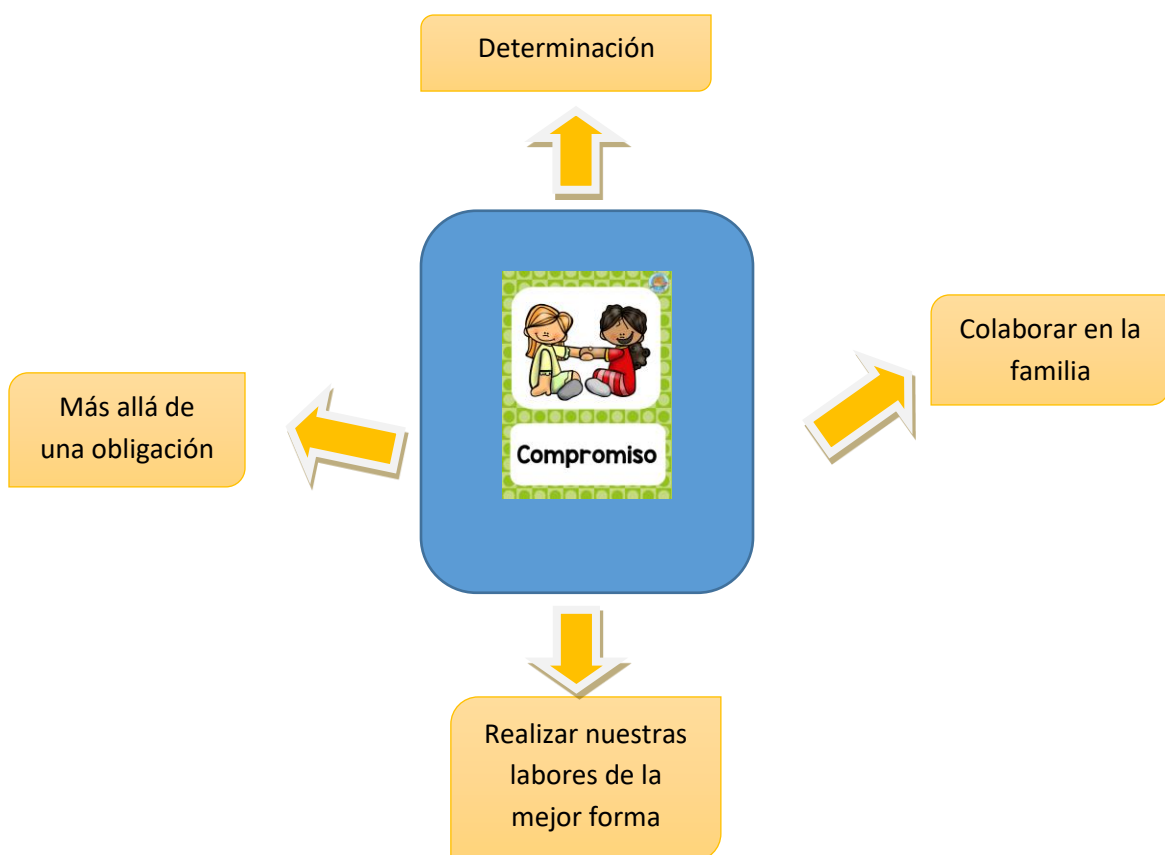 Determinación
Colaborar en la
familia
Más allá de
una obligación
Compromiso
Realizar nuestras
labores de la
mejor forma